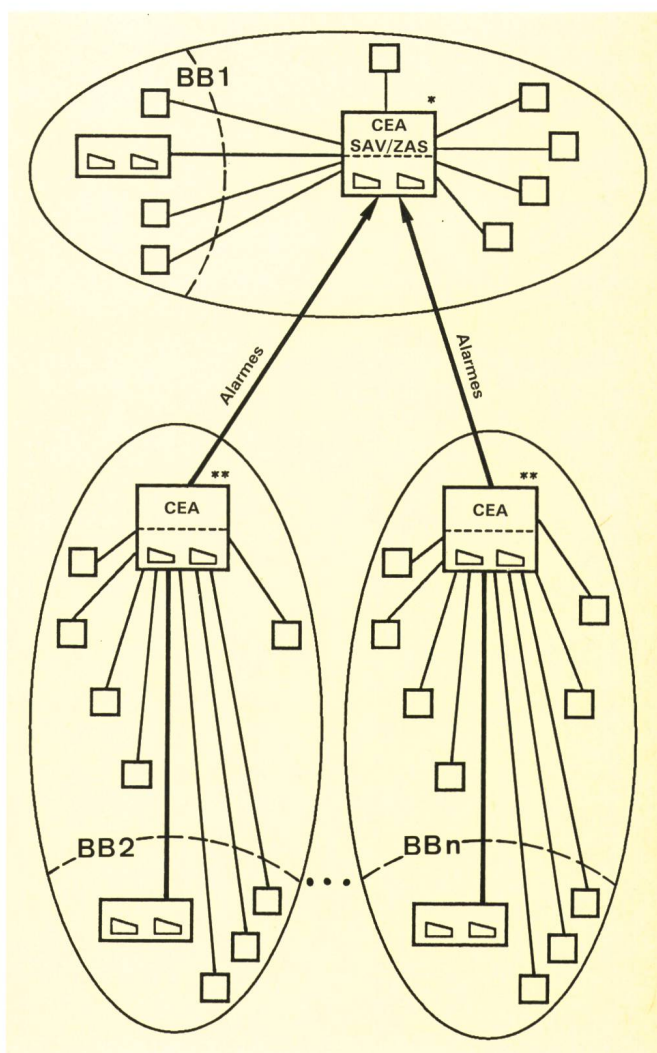 BB1
*
CEA
SAV/ZAS
Alarmes
Alarmes
**
CEA
**
CEA
BB2
...
BBn